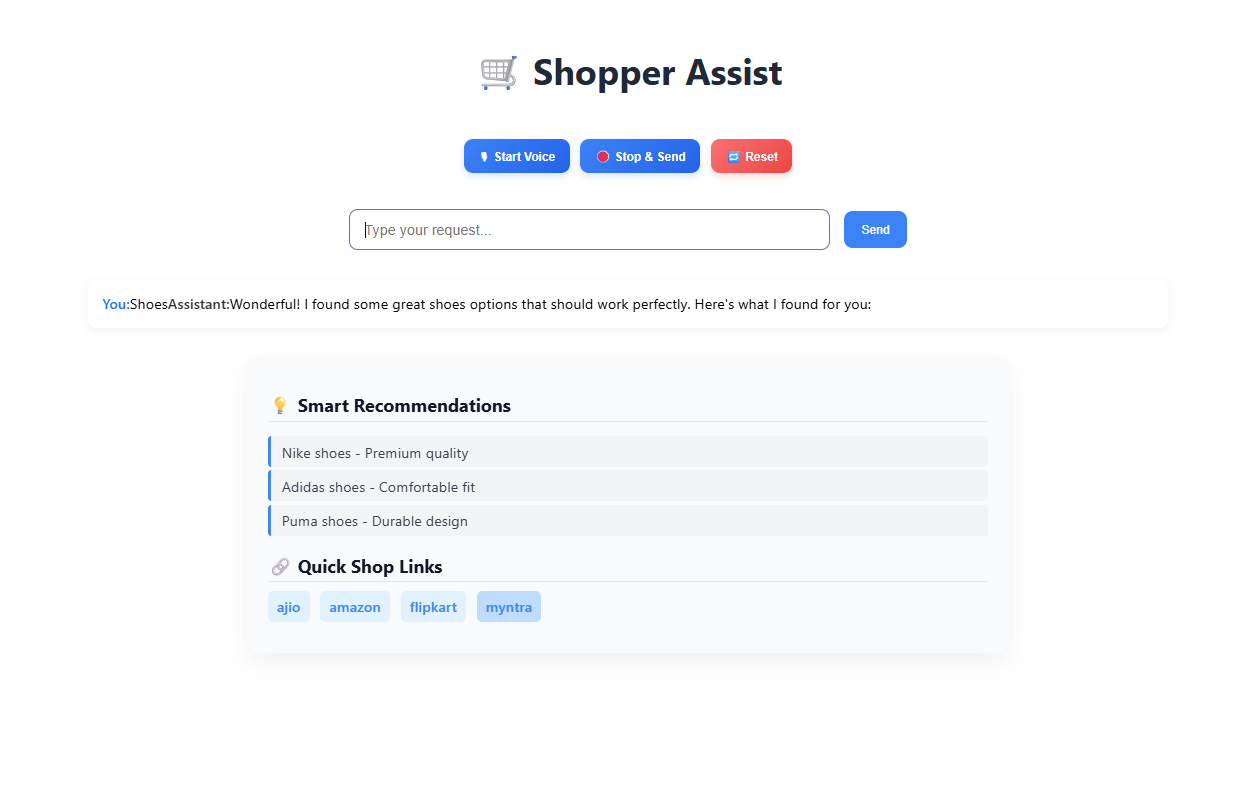 Shopper Assist
Start Voice
Stop & Send
Reset
Type your request...
Send
You:ShoesAssistant:Wonderful! I found some great shoes options that should work perfectly. Here's what I found for you:
Smart Recommendations
Nike shoes - Premium quality
Adidas shoes - Comfortable fit
Puma shoes - Durable design
Quick Shop Links
ajio
amazon
flipkart
myntra